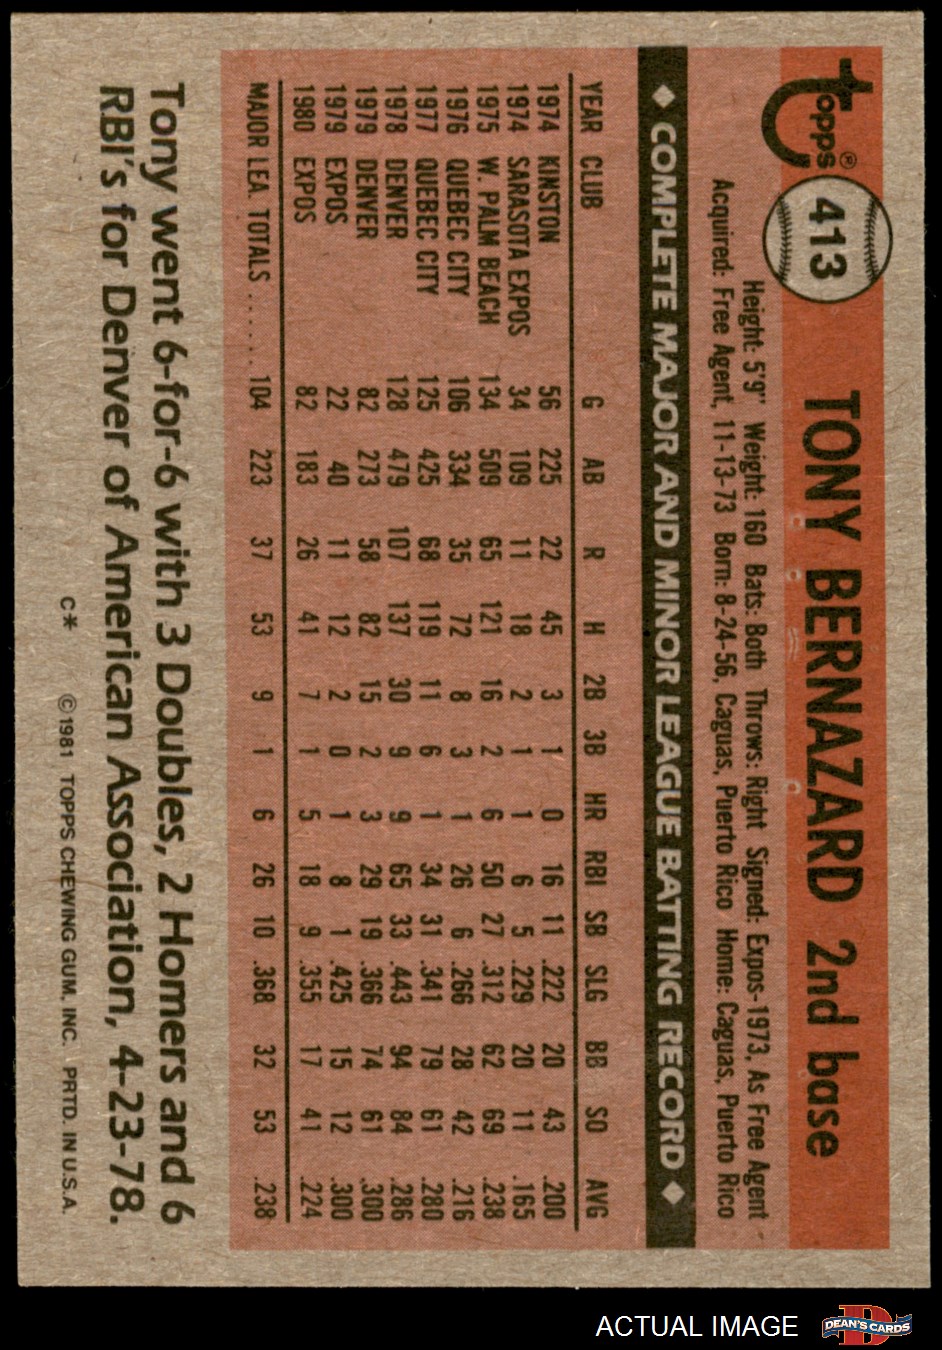 Topps®
413
TONY BERNAZARD 2nd base
Height: 5'9" Weight: 160 Bats: Both Throws: Right Signed: Expos-1973, As Free Agent
Acquired: Free Agent, 11-13-73 Born: 8-24-56, Caguas, Puerto Rico Home: Caguas, Puerto Rico
◆ COMPLETE MAJOR AND MINOR LEAGUE BATTING RECORD ◆
YEAR CLUB G AB R H 2B 3B HR RBI SB SLG BB SO AVG
1974 KINSTON 56 225 22 45 3 1 0 16 11 .222 20 43 .200
1974 SARASOTA EXPOS 34 109 11 18 2 1 1 6 5 .229 20 11 .165
1975 W. PALM BEACH 134 509 65 121 16 2 6 50 27 .312 62 69 .238
1976 QUEBEC CITY 106 334 35 72 8 3 1 26 6 .266 28 42 .216
1977 QUEBEC CITY 125 425 68 119 11 6 1 34 31 .341 79 61 .280
1978 DENVER 128 479 107 137 30 9 9 65 33 .443 94 84 .286
1979 DENVER 82 273 58 82 15 2 3 29 19 .366 74 61 .300
1979 EXPOS 22 40 11 12 2 0 1 8 1 .425 15 12 .300
1980 EXPOS 82 183 26 41 7 1 5 18 9 .355 17 41 .224
MAJOR LEA. TOTALS ...... 104 223 37 53 9 1 6 26 10 .368 32 53 .238
Tony went 6-for-6 with 3 Doubles, 2 Homers and 6
RBI's for Denver of American Association, 4-23-78.
C* ©1981 TOPPS CHEWING GUM, INC. PRTD. IN U.S.A.
ACTUAL IMAGE
D
DEAN'S CARDS